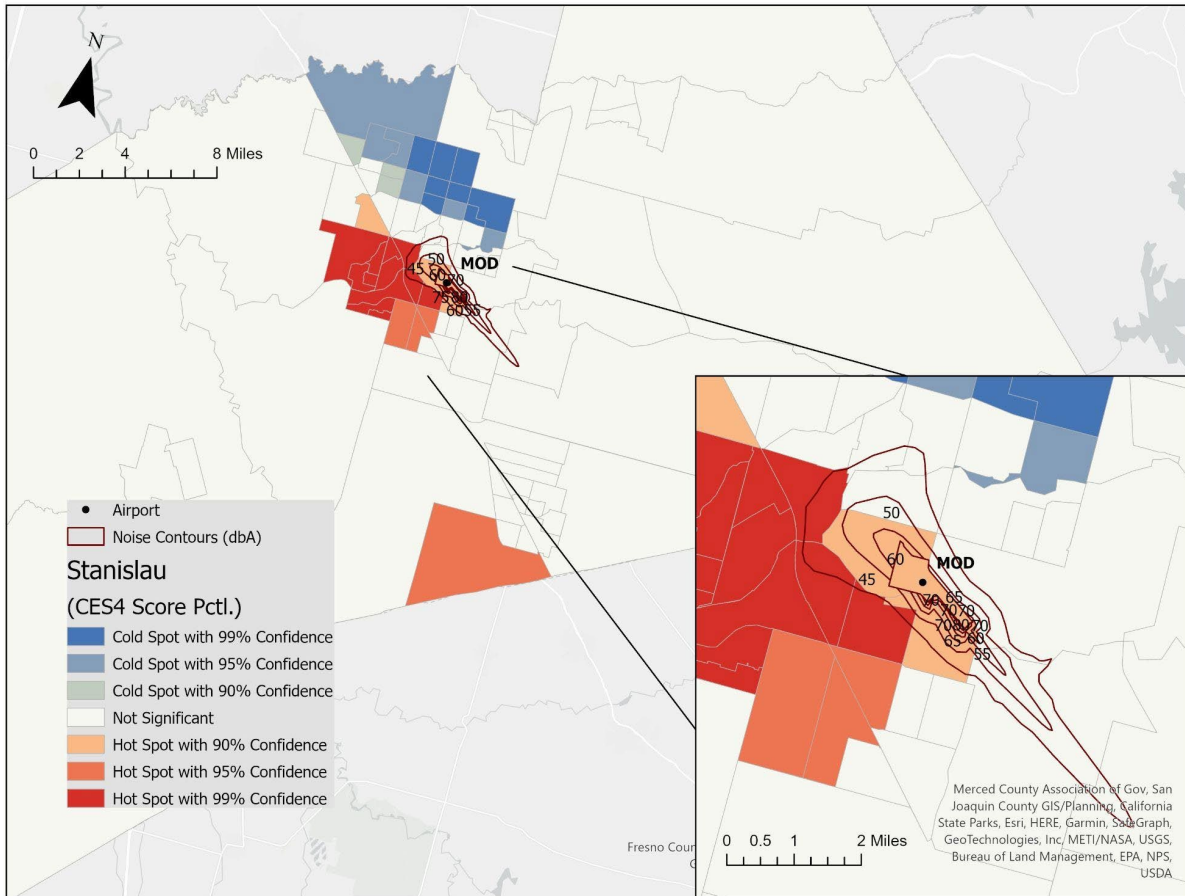 N
0 2 4 8 Miles
50
45
MOD
60 70
75 80
60 55
Airport
Noise Contours (dbA)
Stanislau
(CES4 Score Pctl.)
Cold Spot with 99% Confidence
Cold Spot with 95% Confidence
Cold Spot with 90% Confidence
Not Significant
Hot Spot with 90% Confidence
Hot Spot with 95% Confidence
Hot Spot with 99% Confidence
50
60
MOD
45
65
70
70 70
70 80 70
65 60
55
0 0.5 1 2 Miles
Merced County Association of Gov, San
Joaquin County GIS/Planning, California
State Parks, Esri, HERE, Garmin, SafeGraph,
GeoTechnologies, Inc, METI/NASA, USGS,
Bureau of Land Management, EPA, NPS,
USDA
Fresno Coun